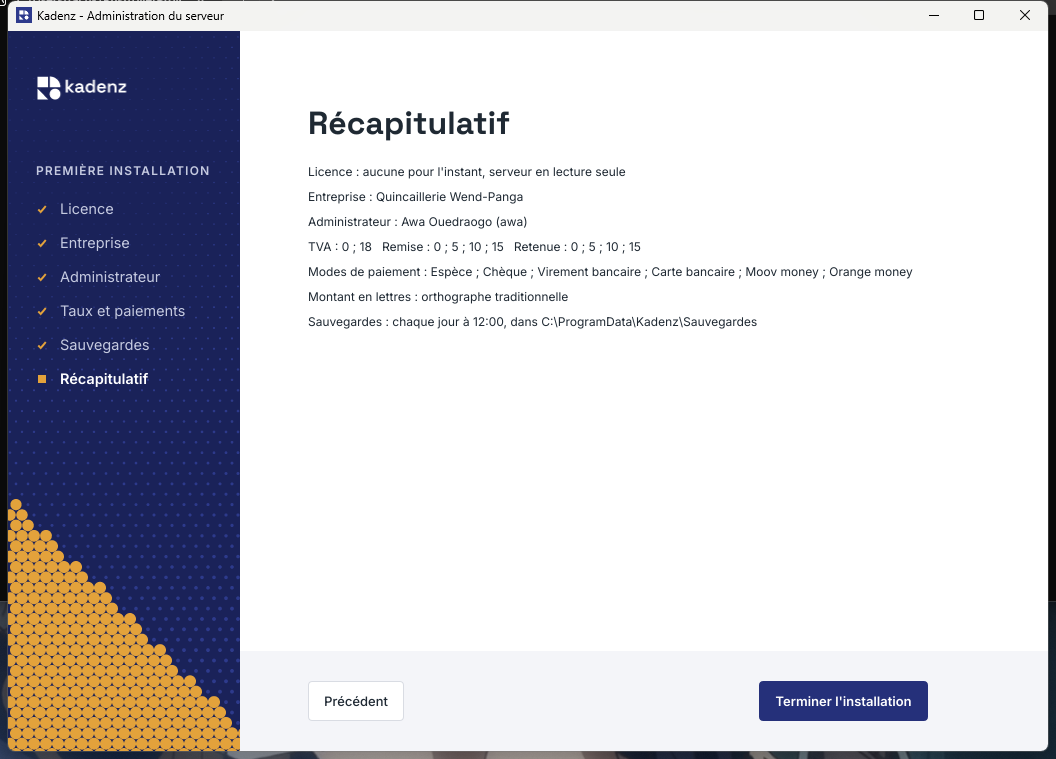 Kadenz - Administration du serveur
kadenz
PREMIÈRE INSTALLATION
Licence
Entreprise
Administrateur
Taux et paiements
Sauvegardes
Récapitulatif
Récapitulatif
Licence : aucune pour l'instant, serveur en lecture seule
Entreprise : Quincaillerie Wend-Panga
Administrateur : Awa Ouedraogo (awa)
TVA : 0 ; 18   Remise : 0 ; 5 ; 10 ; 15   Retenue : 0 ; 5 ; 10 ; 15
Modes de paiement : Espèce ; Chèque ; Virement bancaire ; Carte bancaire ; Moov money ; Orange money
Montant en lettres : orthographe traditionnelle
Sauvegardes : chaque jour à 12:00, dans C:\ProgramData\Kadenz\Sauvegardes
Précédent
Terminer l'installation